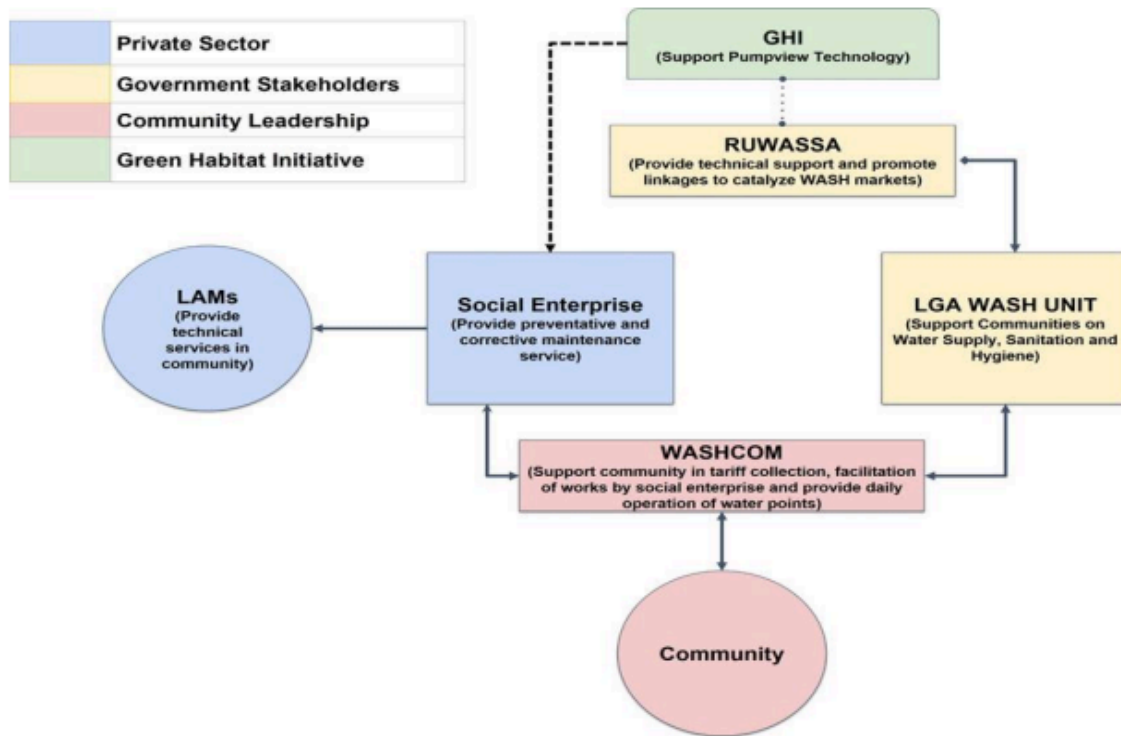 Private Sector
Government Stakeholders
Community Leadership
Green Habitat Initiative
GHI
(Support Pumpview Technology)
RUWASSA
(Provide technical support and promote
linkages to catalyze WASH markets)
LAMs
(Provide
technical
services in
community)
Social Enterprise
(Provide preventative and
corrective maintenance
service)
LGA WASH UNIT
(Support Communities on
Water Supply, Sanitation and
Hygiene)
WASHCOM
(Support community in tariff collection, facilitation
of works by social enterprise and provide daily
operation of water points)
Community